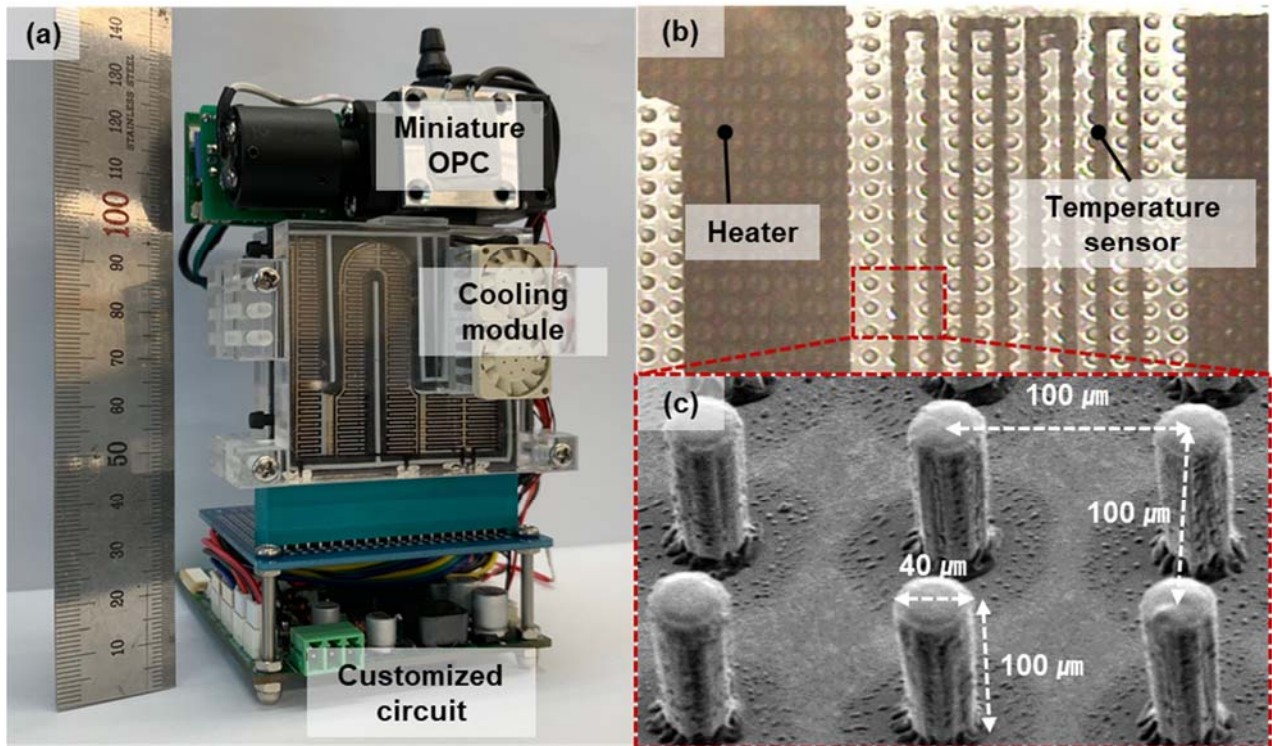 (a)
140
130
STAINLESS STEEL
120
110
100
90
80
70
60
50
40
30
20
10
Miniature
OPC
Cooling
module
Customized
circuit
(b)
Heater
Temperature
sensor
(c)
100 µm
100 µm
40 µm
100 µm